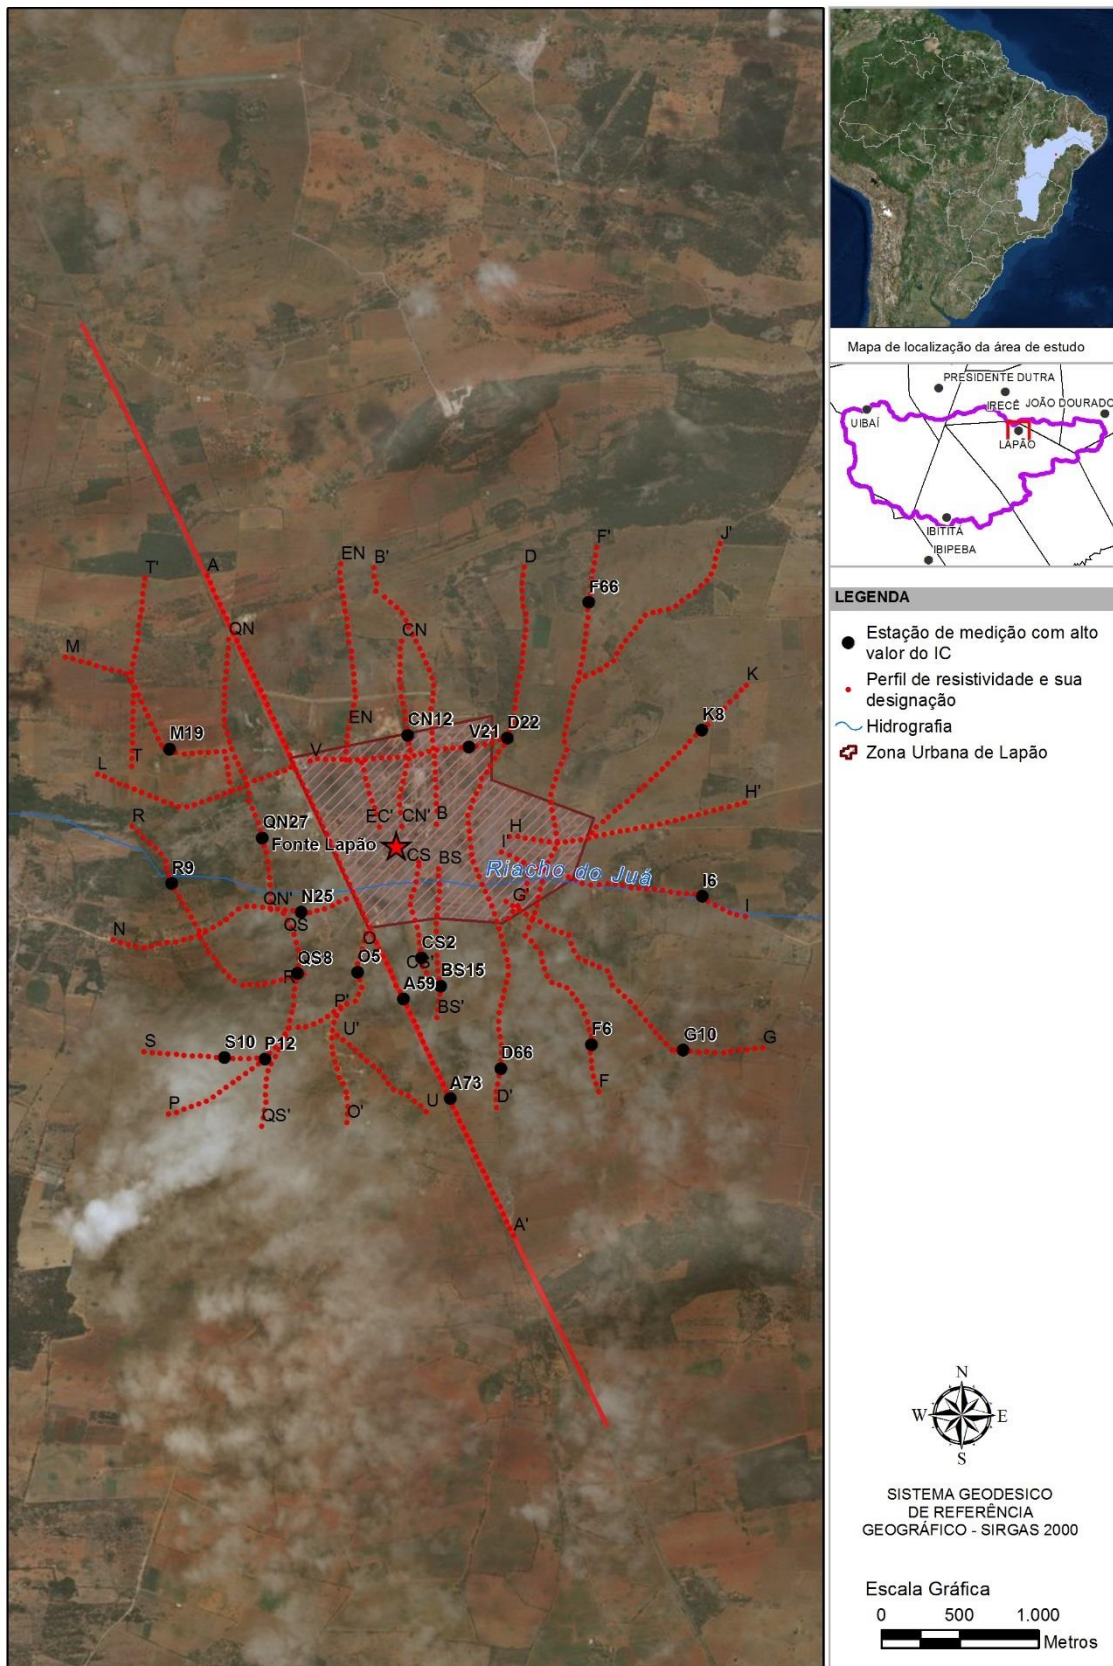 Mapa de localização da área de estudo
PRESIDENTE DUTRA
IRECÊ
JOÃO DOURADO
UIBAÍ
LAPÃO
IBITITÁ
IBIPEBA
LEGENDA
Estação de medição com alto
valor do IC
Perfil de resistividade e sua
designação
Hidrografia
Zona Urbana de Lapão
N
W
E
S
SISTEMA GEODESICO
DE REFERÊNCIA
GEOGRÁFICO - SIRGAS 2000
Escala Gráfica
0 500 1.000
Metros
F'
J'
EN
B'
D
T'
A
F66
QN
CN
M
K
EN
CN12
V21
D22
K8
M19
V
T
L
H'
R
EC'
CN'
B
QN27
H
Fonte Lapão
I'
CS
BS
R9
Riacho do Juá
I6
QN'
N25
G'
I
QS
N
O
CS2
CS'
QS8
R
O5
BS15
A59
P'
BS'
U'
S
S10
P12
F6
G10
G
D66
F
A73
U
D'
P
QS'
O'
A'